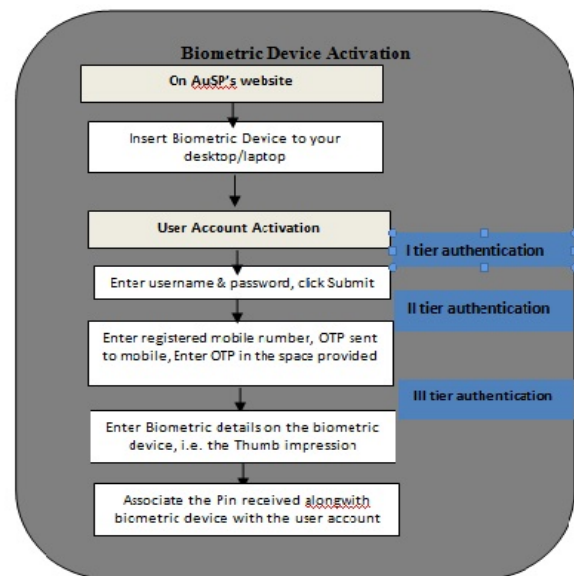 Biometric Device Activation
On AuSP's website
Insert Biometric Device to your
desktop/laptop
User Account Activation
I tier authentication
Enter username & password, click Submit
II tier authentication
Enter registered mobile number, OTP sent
to mobile, Enter OTP in the space provided
III tier authentication
Enter Biometric details on the biometric
device, i.e. the Thumb impression
Associate the Pin received alongwith
biometric device with the user account